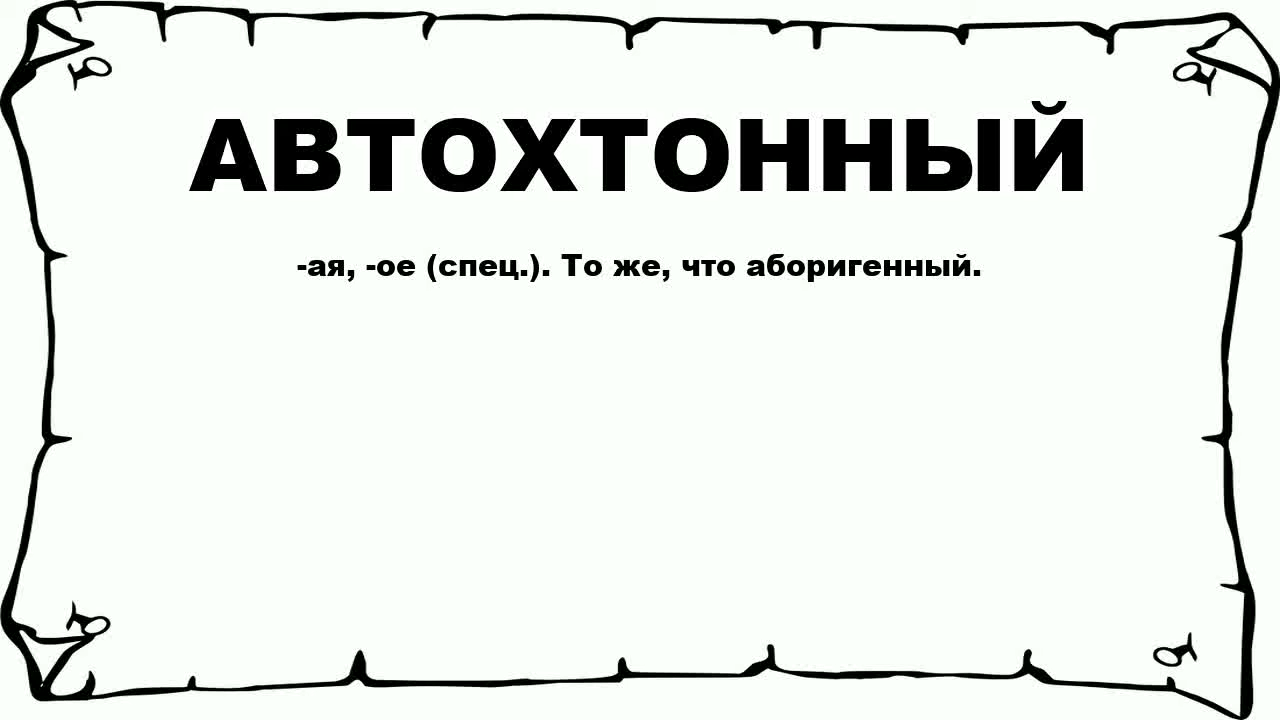 АВТОХТОННЫЙ
-ая, -ое (спец.). То же, что аборигенный.